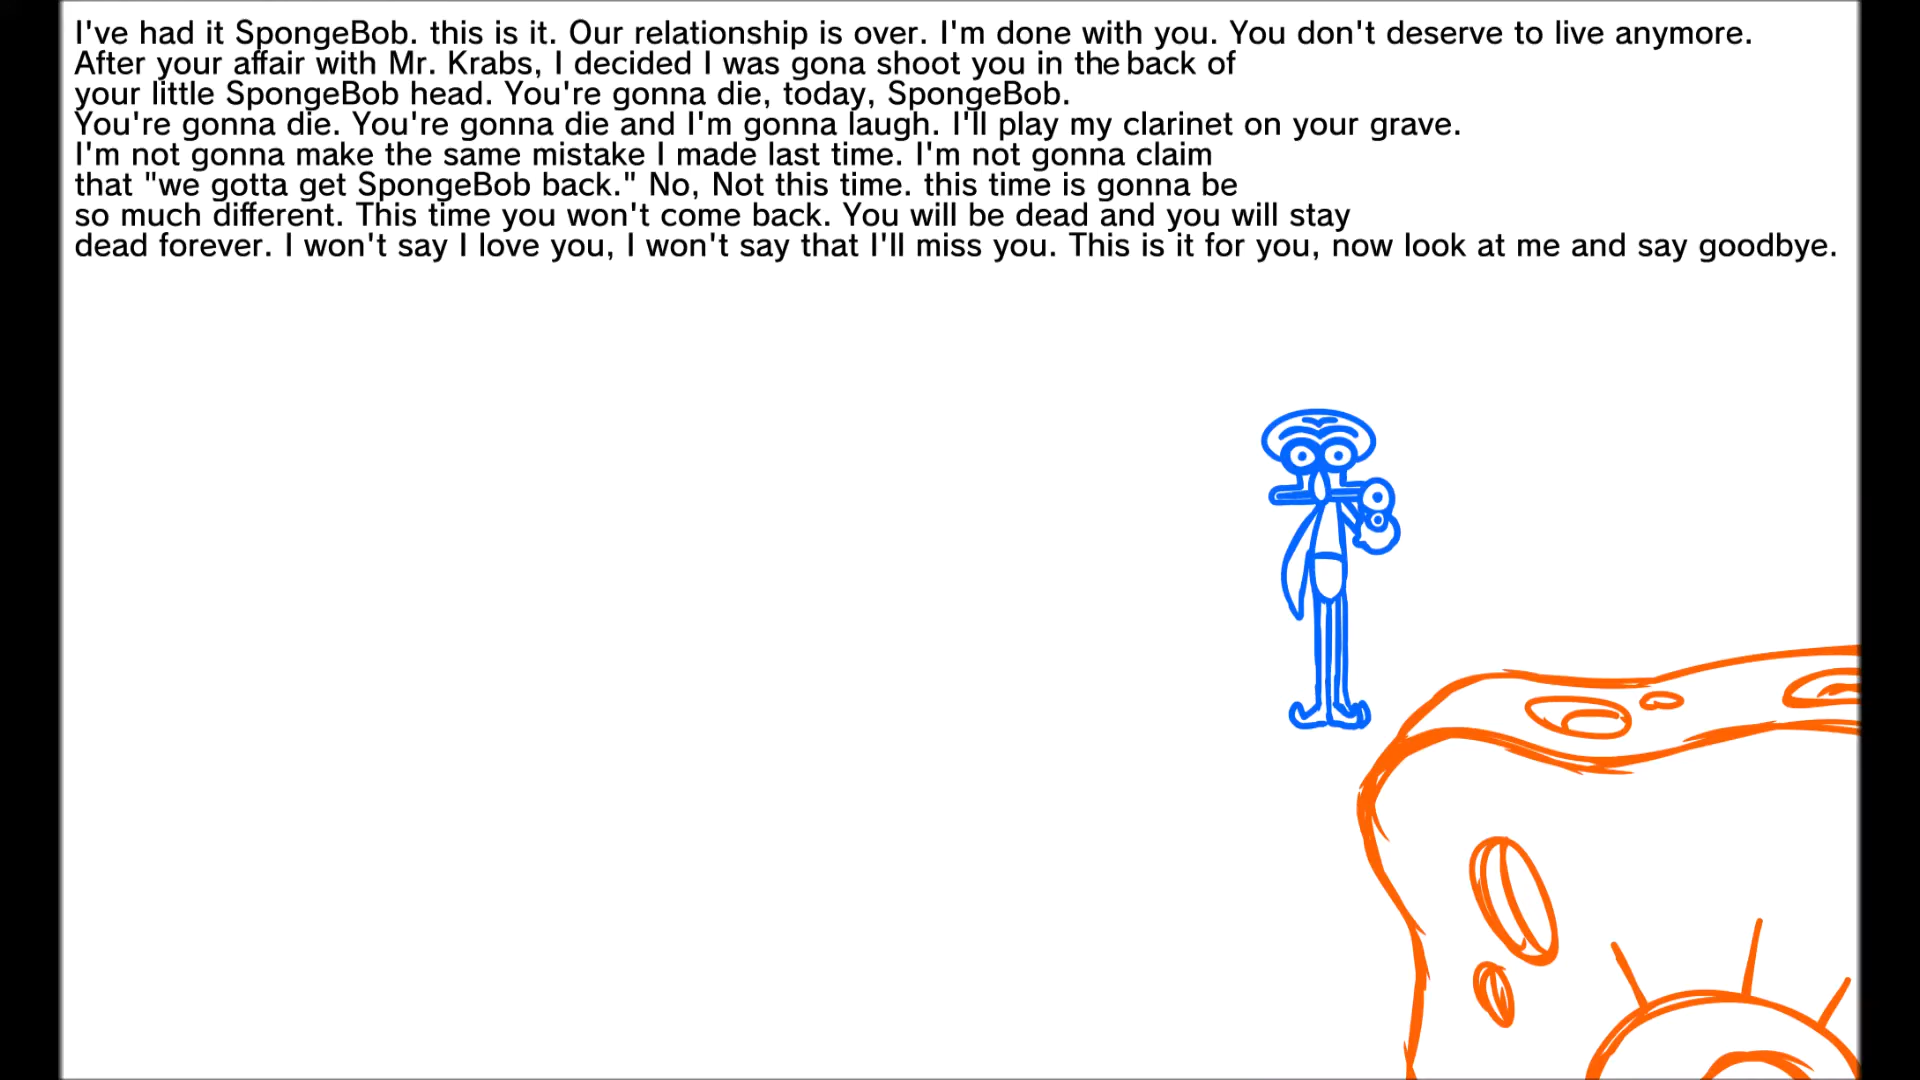 I've had it SpongeBob. this is it. Our relationship is over. I'm done with you. You don't deserve to live anymore.
After your affair with Mr. Krabs, I decided I was gona shoot you in the back of
your little SpongeBob head. You're gonna die, today, SpongeBob.
You're gonna die. You're gonna die and I'm gonna laugh. I'll play my clarinet on your grave.
I'm not gonna make the same mistake I made last time. I'm not gonna claim
that "we gotta get SpongeBob back." No, Not this time. this time is gonna be
so much different. This time you won't come back. You will be dead and you will stay
dead forever. I won't say I love you, I won't say that I'll miss you. This is it for you, now look at me and say goodbye.